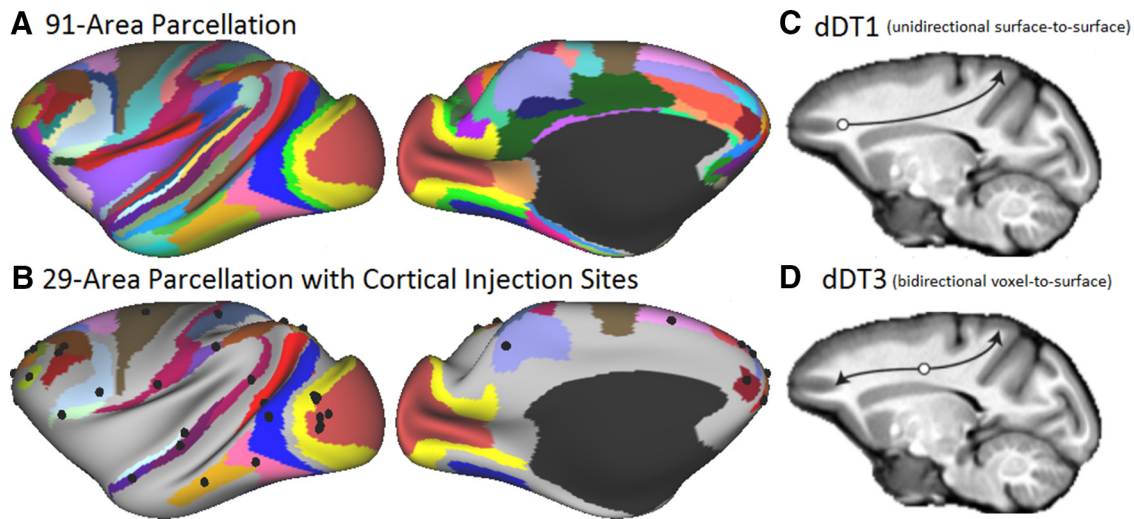 A 91-Area Parcellation
C dDT1 (unidirectional surface-to-surface)
B 29-Area Parcellation with Cortical Injection Sites
D dDT3 (bidirectional voxel-to-surface)